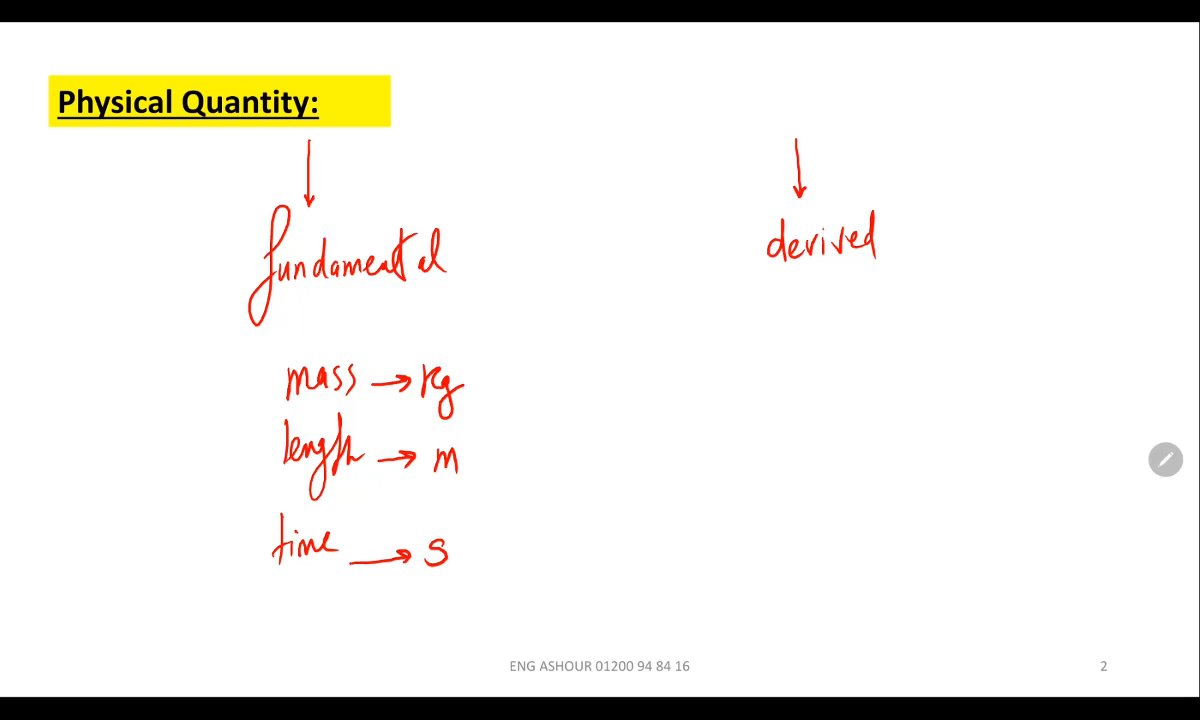 Physical Quantity:
fundamental
derived
mass → kg
length → m
time → s
ENG ASHOUR 01200 94 84 16
2